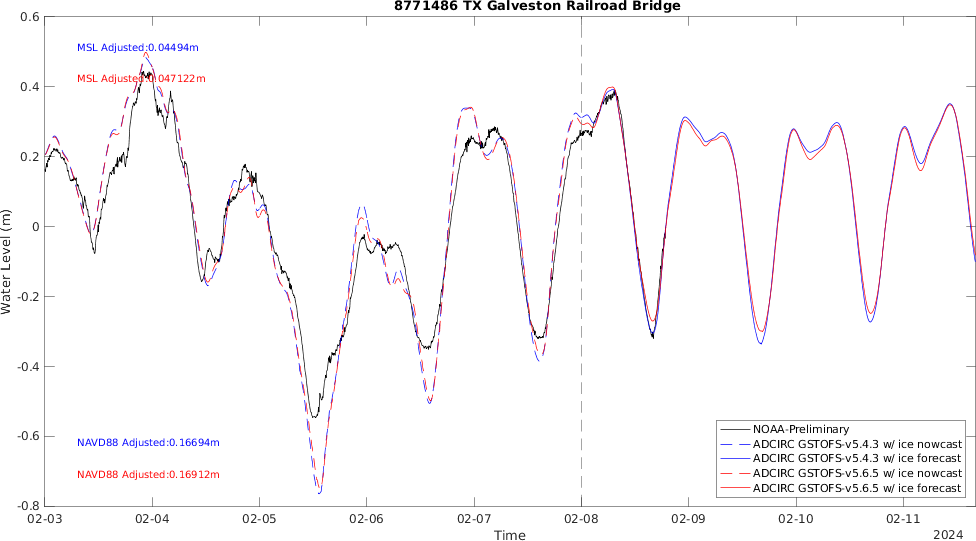 8771486 TX Galveston Railroad Bridge
0.6
0.4
0.2
0
-0.2
-0.4
-0.6
-0.8
Water Level (m)
MSL Adjusted:0.04494m
MSL Adjusted:0.047122m
NAVD88 Adjusted:0.16694m
NAVD88 Adjusted:0.16912m
NOAA-Preliminary
ADCIRC GSTOFS-v5.4.3 w/ ice nowcast
ADCIRC GSTOFS-v5.4.3 w/ ice forecast
ADCIRC GSTOFS-v5.6.5 w/ ice nowcast
ADCIRC GSTOFS-v5.6.5 w/ ice forecast
02-03 02-04 02-05 02-06 02-07 02-08 02-09 02-10 02-11
Time
2024